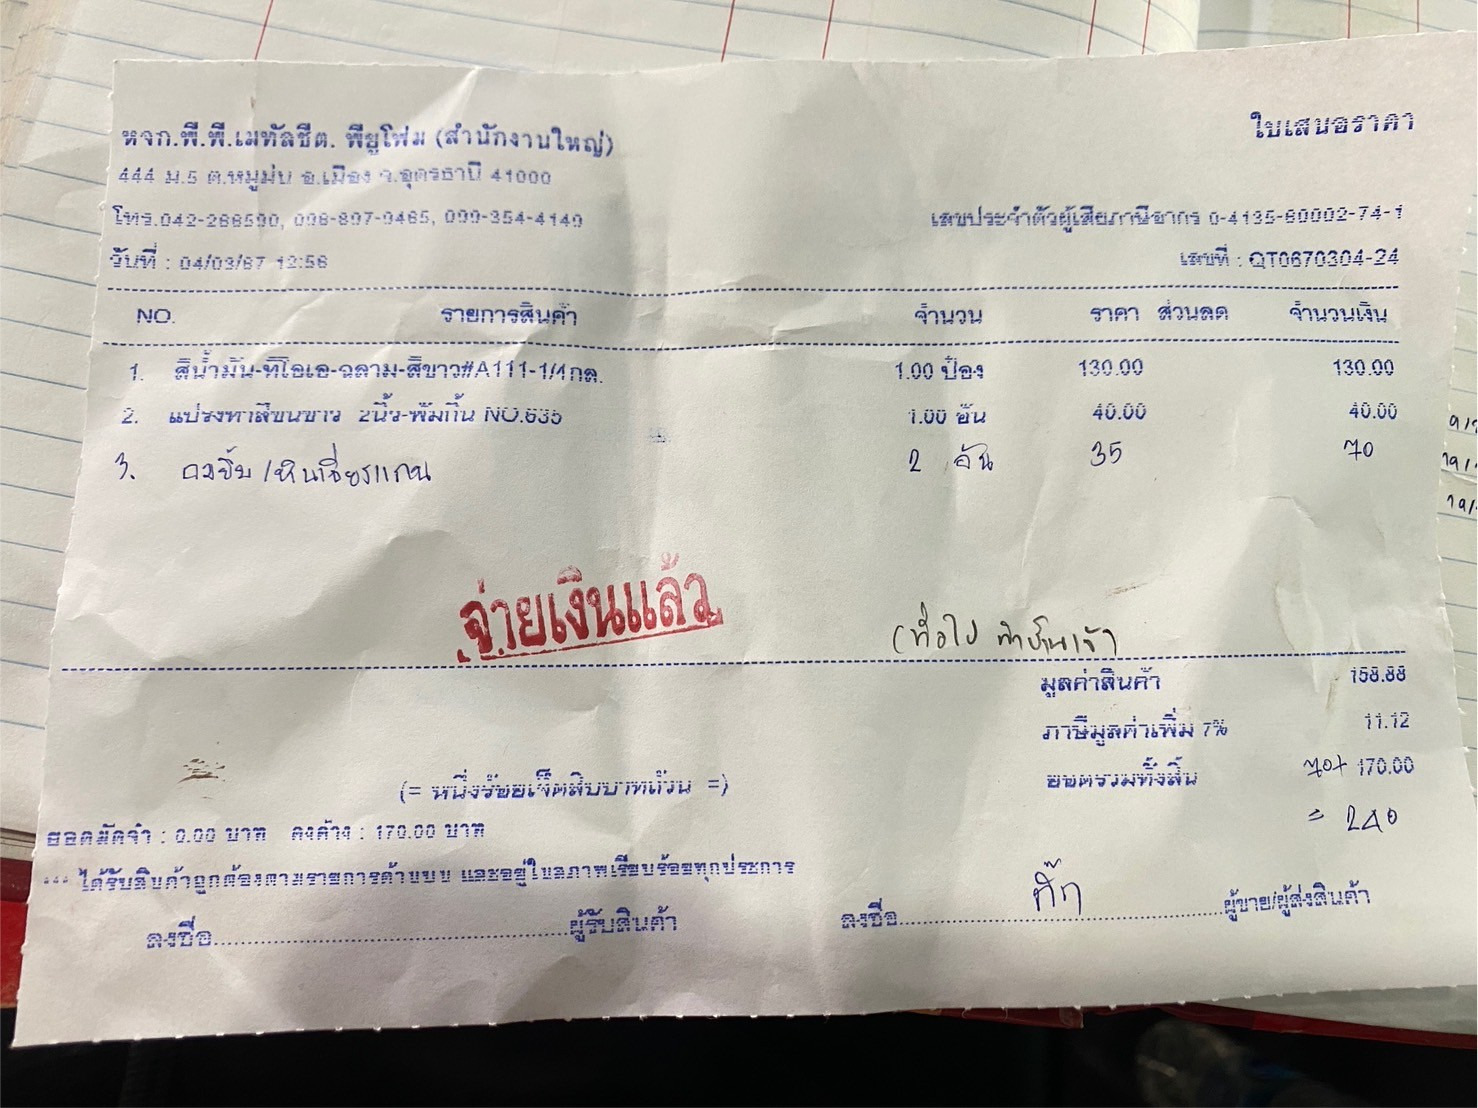 หจก.พี.พี.เมทัลชีต. พียูโฟม (สำนักงานใหญ่)
ใบเสนอราคา
444 ม.5 ต.หมูม่น อ.เมือง จ.อุดรธานี 41000
โทร.042-266590, 098-897-9465, 099-354-4149
เลขประจำตัวผู้เสียภาษีอากร 0-4135-60002-74-1
วันที่ : 04/03/67 12:56
เลขที่ : QT0670304-24
NO. รายการสินค้า จำนวน ราคา ส่วนลด จำนวนเงิน
1. สีน้ำมัน-ทีโอเอ-ฉลาม-สีขาว#A111-1/4กล. 1.00 ป๋อง 130.00 130.00
2. แปรงทาสีขนขาว 2นิ้ว-พัมกิ้น NO.635 1.00 อัน 40.00 40.00
3. /หินเจียรแกน 2 อัน 35 70
จ่ายเงินแล้ว
(ทั่วไป
มูลค่าสินค้า 158.88
ภาษีมูลค่าเพิ่ม 7% 11.12
(= หนึ่งร้อยเจ็ดสิบบาทถ้วน =)
ยอดรวมทั้งสิ้น 70+ 170.00
= 240
ยอดมัดจำ : 0.00 บาท คงค้าง : 170.00 บาท
*** ได้รับสินค้าถูกต้องตามรายการด้านบน และอยู่ในสภาพเรียบร้อยทุกประการ
ลงชื่อ..........ผู้รับสินค้า
ลงชื่อ..........ผู้ขาย/ผู้ส่งสินค้า